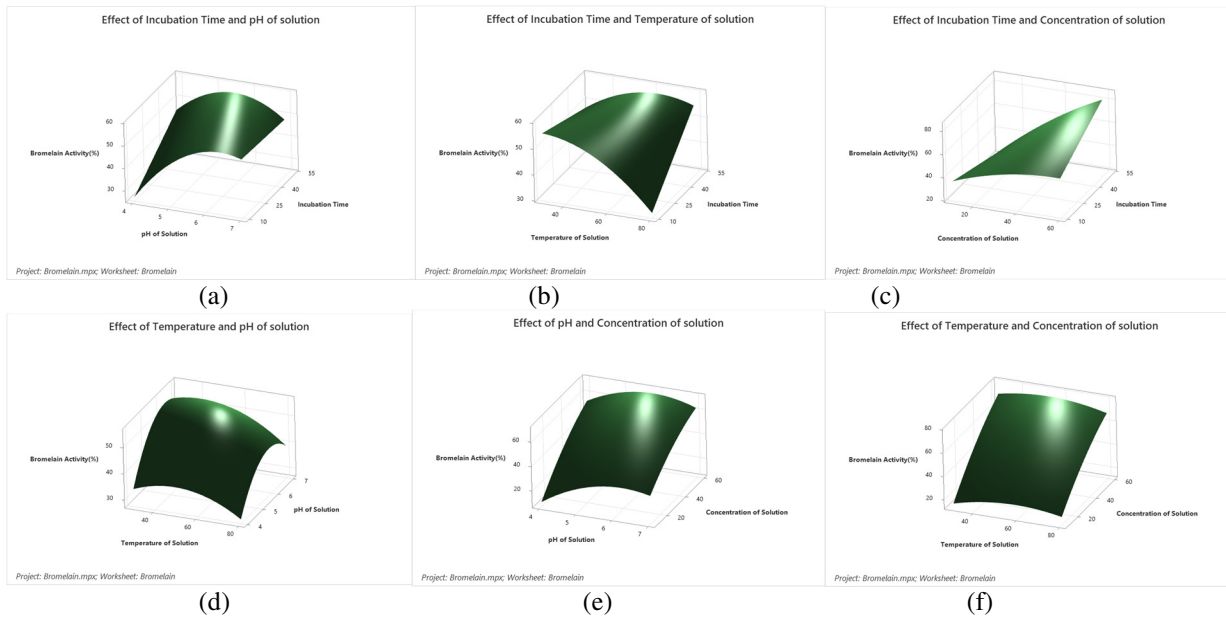 Effect of Incubation Time and pH of solution
60
50
40
30
Bromelain Activity(%)
4
5
6
7
pH of Solution
10
25
40
55
Incubation Time
Project: Bromelain.mpx; Worksheet: Bromelain
(a)
Effect of Incubation Time and Temperature of solution
60
50
40
30
Bromelain Activity(%)
40
60
80
Temperature of Solution
10
25
40
55
Incubation Time
Project: Bromelain.mpx; Worksheet: Bromelain
(b)
Effect of Incubation Time and Concentration of solution
80
60
40
20
Bromelain Activity(%)
20
40
60
Concentration of Solution
10
25
40
55
Incubation Time
Project: Bromelain.mpx; Worksheet: Bromelain
(c)
Effect of Temperature and pH of solution
50
40
30
Bromelain Activity(%)
40
60
80
Temperature of Solution
4
5
6
7
pH of Solution
Project: Bromelain.mpx; Worksheet: Bromelain
(d)
Effect of pH and Concentration of solution
60
40
20
Bromelain Activity(%)
4
5
6
7
pH of Solution
20
40
60
Concentration of Solution
Project: Bromelain.mpx; Worksheet: Bromelain
(e)
Effect of Temperature and Concentration of solution
80
60
40
20
Bromelain Activity(%)
40
60
80
Temperature of Solution
20
40
60
Concentration of Solution
Project: Bromelain.mpx; Worksheet: Bromelain
(f)